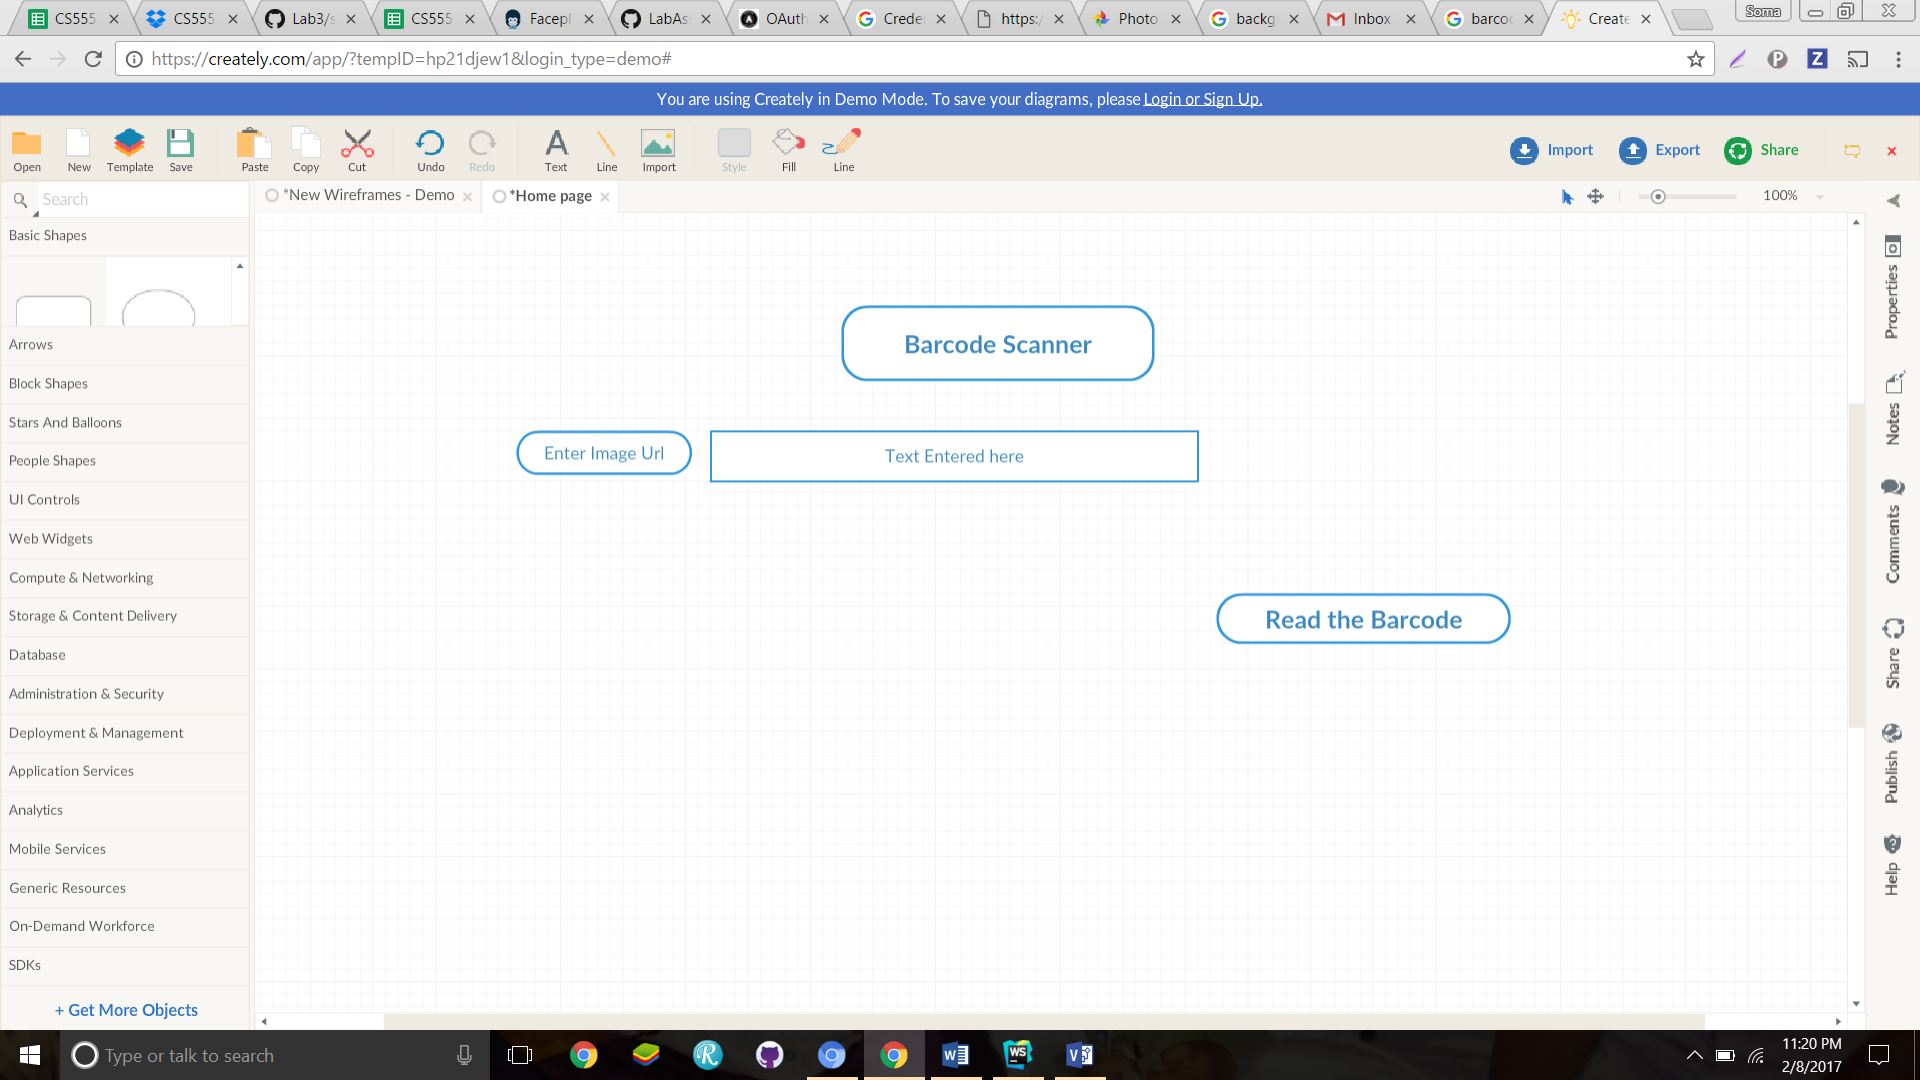 CS555
CS555
Lab3/s
CS555
Facepl
LabAs
OAuth
Creder
https:/
Photo
backg
Inbox
barcod
Create
Soma
https://creately.com/app/?tempID=hp21djew1&login_type=demo#
You are using Creately in Demo Mode. To save your diagrams, please Login or Sign Up.
Open
New
Template
Save
Paste
Copy
Cut
Undo
Redo
Text
Line
Import
Style
Fill
Line
Import
Export
Share
Search
*New Wireframes - Demo
*Home page
100%
Basic Shapes
Arrows
Block Shapes
Stars And Balloons
People Shapes
UI Controls
Web Widgets
Compute & Networking
Storage & Content Delivery
Database
Administration & Security
Deployment & Management
Application Services
Analytics
Mobile Services
Generic Resources
On-Demand Workforce
SDKs
+ Get More Objects
Barcode Scanner
Enter Image Url
Text Entered here
Read the Barcode
Properties
Notes
Comments
Share
Publish
Help
Type or talk to search
11:20 PM
2/8/2017